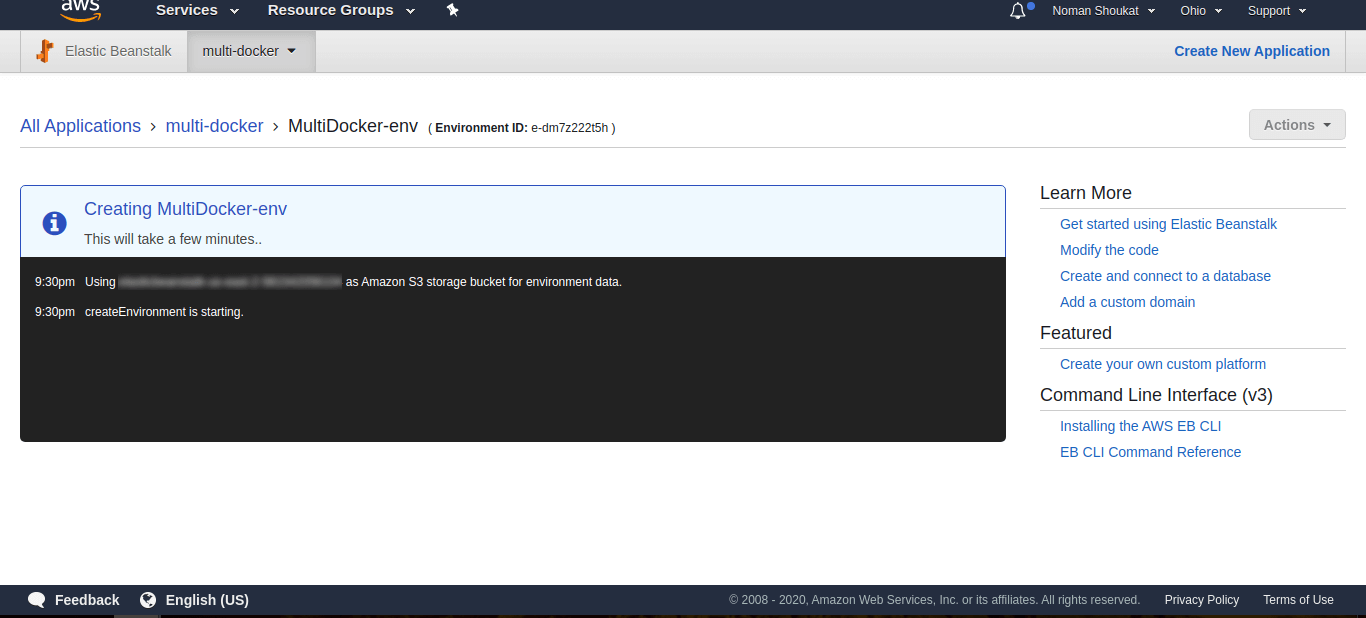 aws Services Resource Groups Noman Shoukat Ohio Support
Elastic Beanstalk multi-docker Create New Application
All Applications › multi-docker › MultiDocker-env ( Environment ID: e-dm7z222t5h ) Actions
Creating MultiDocker-env
This will take a few minutes..
9:30pm Using as Amazon S3 storage bucket for environment data.
9:30pm createEnvironment is starting.
Learn More
Get started using Elastic Beanstalk
Modify the code
Create and connect to a database
Add a custom domain
Featured
Create your own custom platform
Command Line Interface (v3)
Installing the AWS EB CLI
EB CLI Command Reference
Feedback English (US) © 2008 - 2020, Amazon Web Services, Inc. or its affiliates. All rights reserved. Privacy Policy Terms of Use